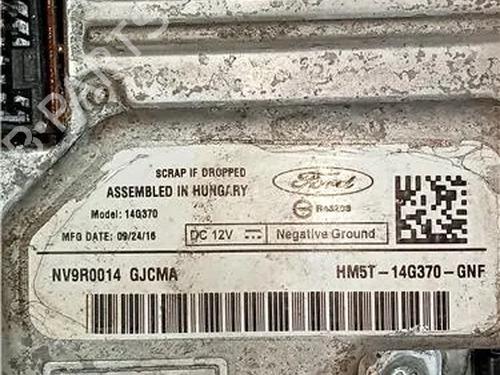 SCRAP IF DROPPED
ASSEMBLED IN HUNGARY
Ford
Model: 14G370
MFG DATE: 09/24/16
DC 12V
Negative Ground
NV9R0014 GJCMA
HM5T-14G370-GNF